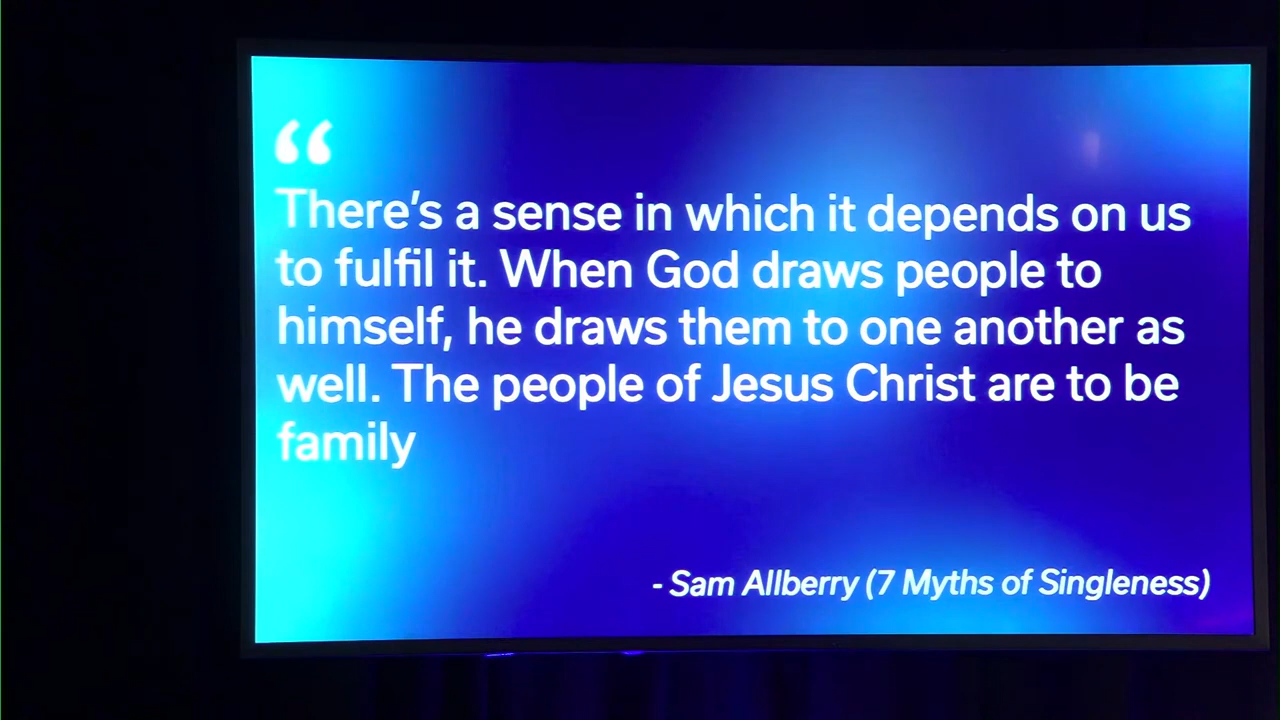 “
There’s a sense in which it depends on us
to fulfil it. When God draws people to
himself, he draws them to one another as
well. The people of Jesus Christ are to be
family
- Sam Allberry (7 Myths of Singleness)